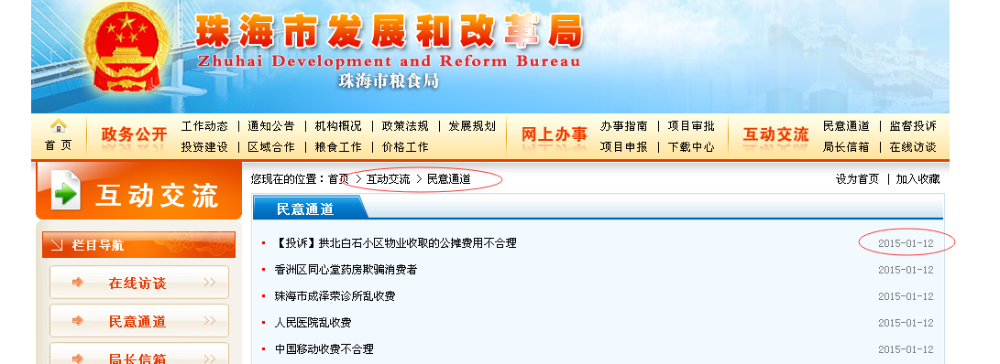 珠海市发展和改革局
Zhuhai Development and Reform Bureau
珠海市粮食局
首 页
政务公开
工作动态 | 通知公告 | 机构概况 | 政策法规 | 发展规划
投资建设 | 区域合作 | 粮食工作 | 价格工作
网上办事
办事指南 | 项目审批
项目申报 | 下载中心
互动交流
民意通道 | 监督投诉
局长信箱 | 在线访谈
互动交流
您现在的位置：首页 > 互动交流 > 民意通道
设为首页 | 加入收藏
民意通道
栏目导航
在线访谈 >>
民意通道 >>
局长信箱 >>
【投诉】拱北白石小区物业收取的公摊费用不合理 2015-01-12
香洲区同心堂药房欺骗消费者 2015-01-12
珠海市成泽荣诊所乱收费 2015-01-12
人民医院乱收费 2015-01-12
中国移动收费不合理 2015-01-12